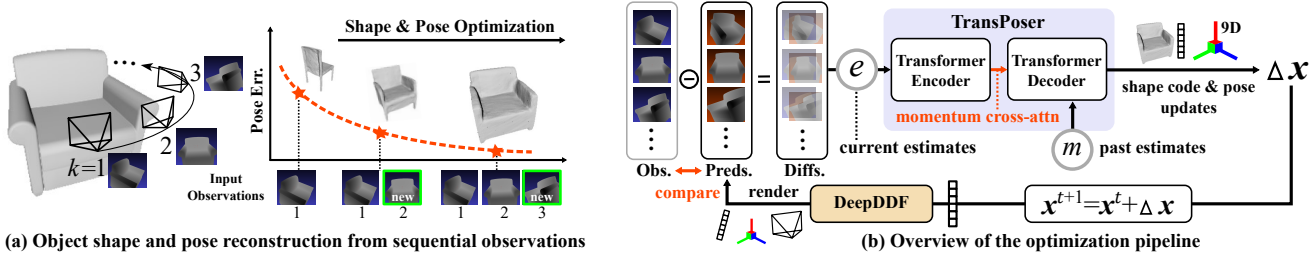 Shape & Pose Optimization
Pose Err.
3
2
k=1
Input
Observations
new
new
1
1
2
1
2
3
(a) Object shape and pose reconstruction from sequential observations
TransPoser
Transformer
Encoder
Transformer
Decoder
momentum cross-attn
e
m
current estimates
past estimates
9D
shape code & pose
updates
Δx
Obs.
Preds.
Diffs.
compare
render
DeepDDF
x^{t+1}=x^t+Δx
(b) Overview of the optimization pipeline